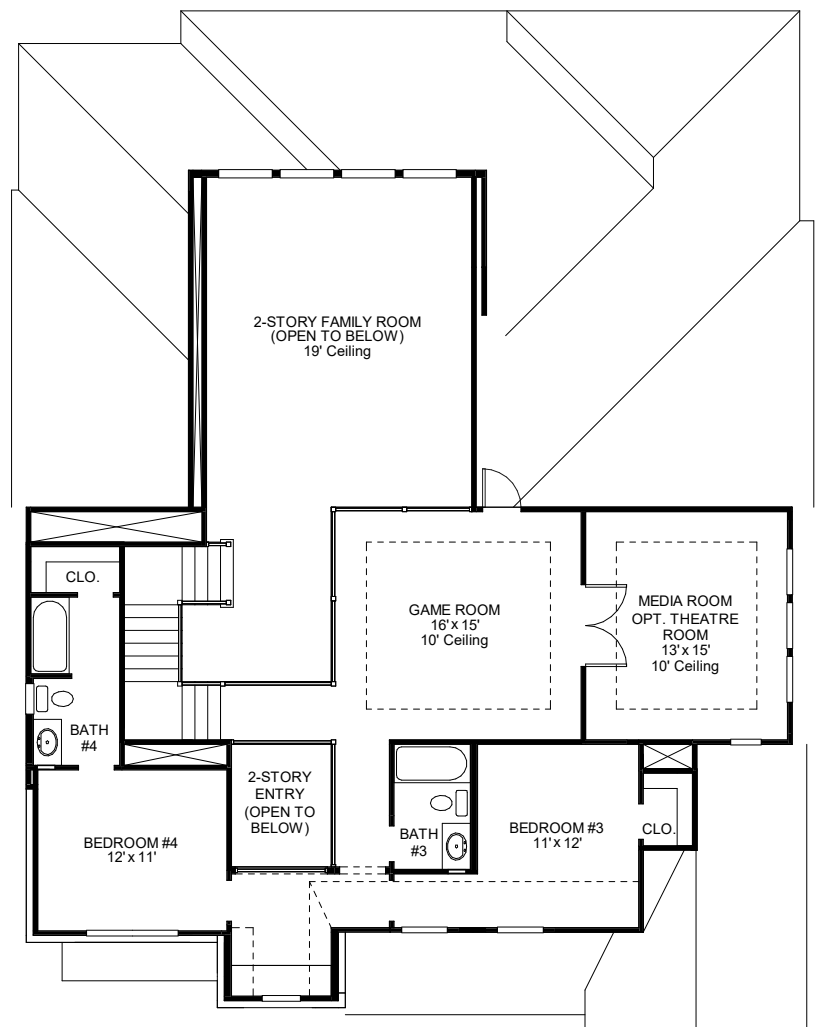 2-STORY FAMILY ROOM
(OPEN TO BELOW)
19' Ceiling
CLO.
GAME ROOM
16' x 15'
10' Ceiling
MEDIA ROOM
OPT. THEATRE
ROOM
13' x 15'
10' Ceiling
BATH
#4
2-STORY
ENTRY
(OPEN TO
BELOW)
BEDROOM #4
12' x 11'
BATH
#3
BEDROOM #3
11' x 12'
CLO.